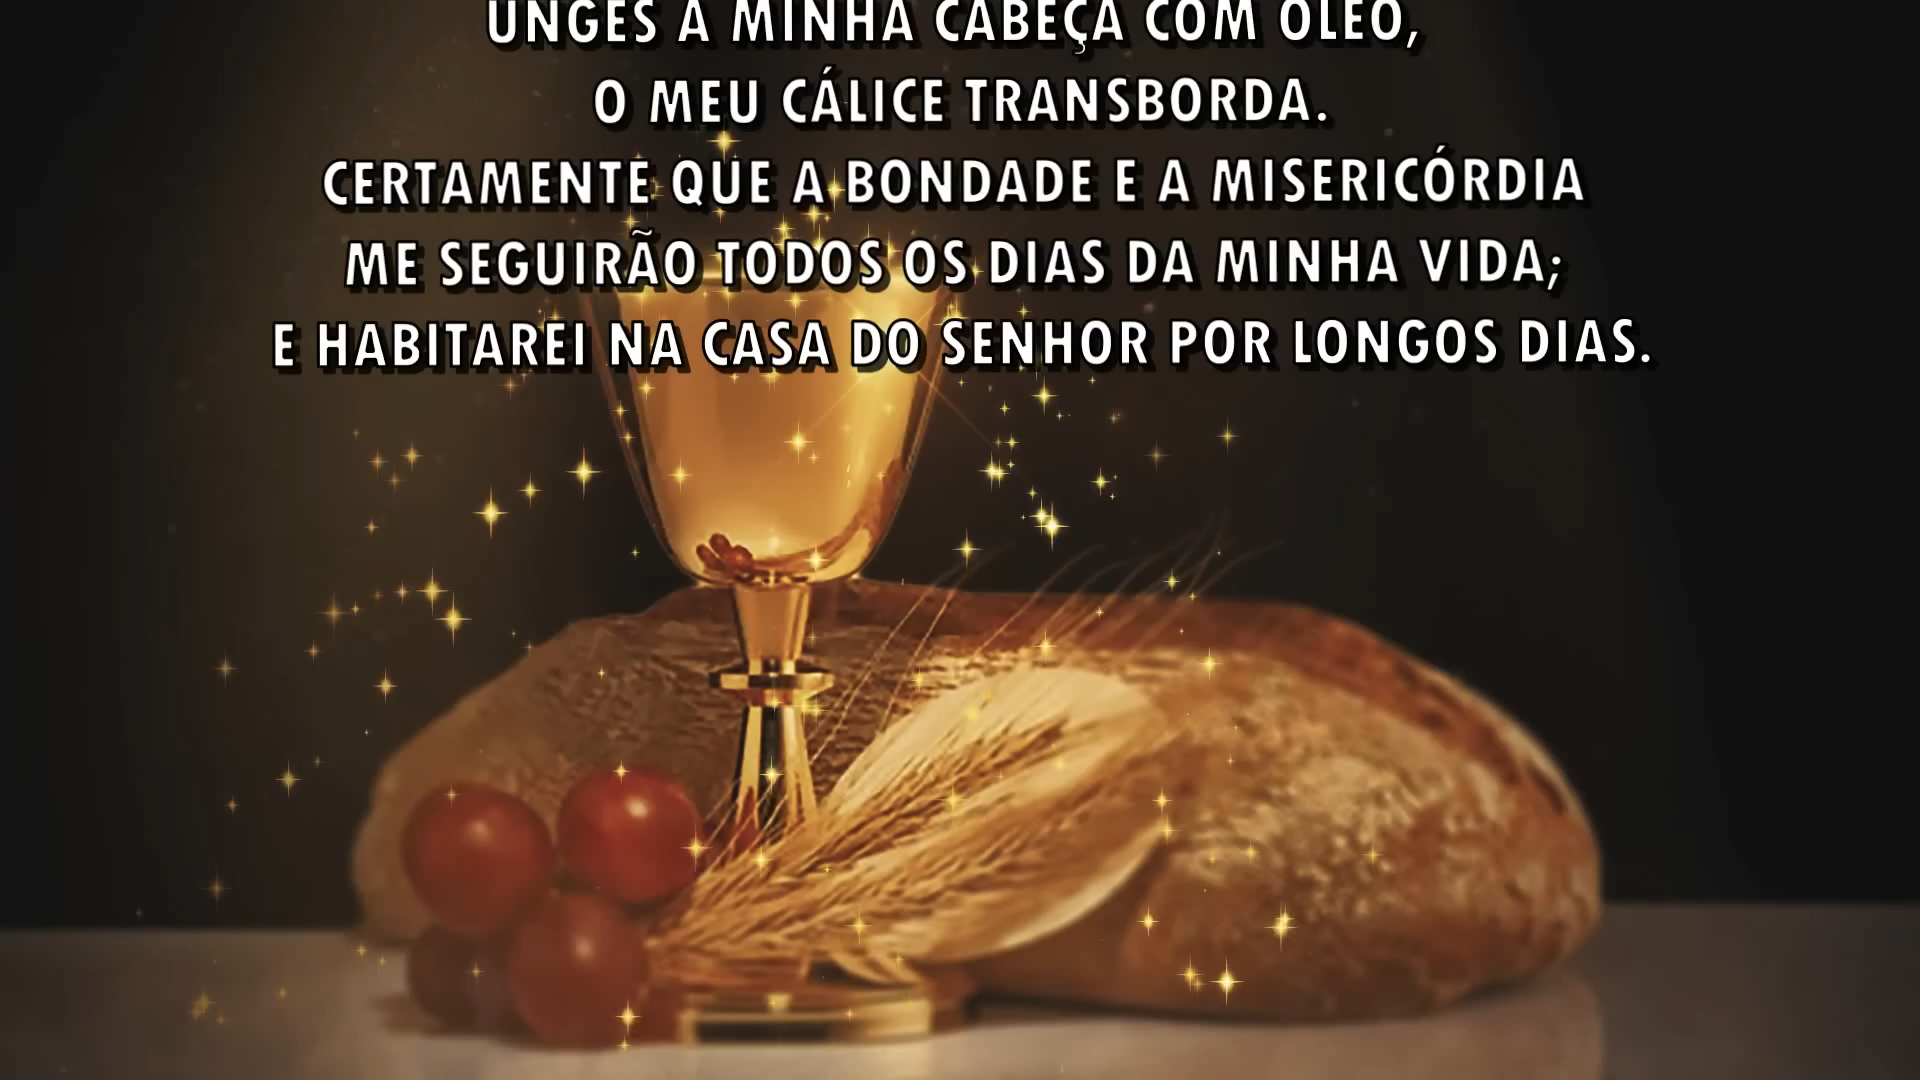 UNGES A MINHA CABEÇA COM ÓLEO,
O MEU CÁLICE TRANSBORDA.
CERTAMENTE QUE A BONDADE E A MISERICÓRDIA
ME SEGUIRÃO TODOS OS DIAS DA MINHA VIDA;
E HABITAREI NA CASA DO SENHOR POR LONGOS DIAS.